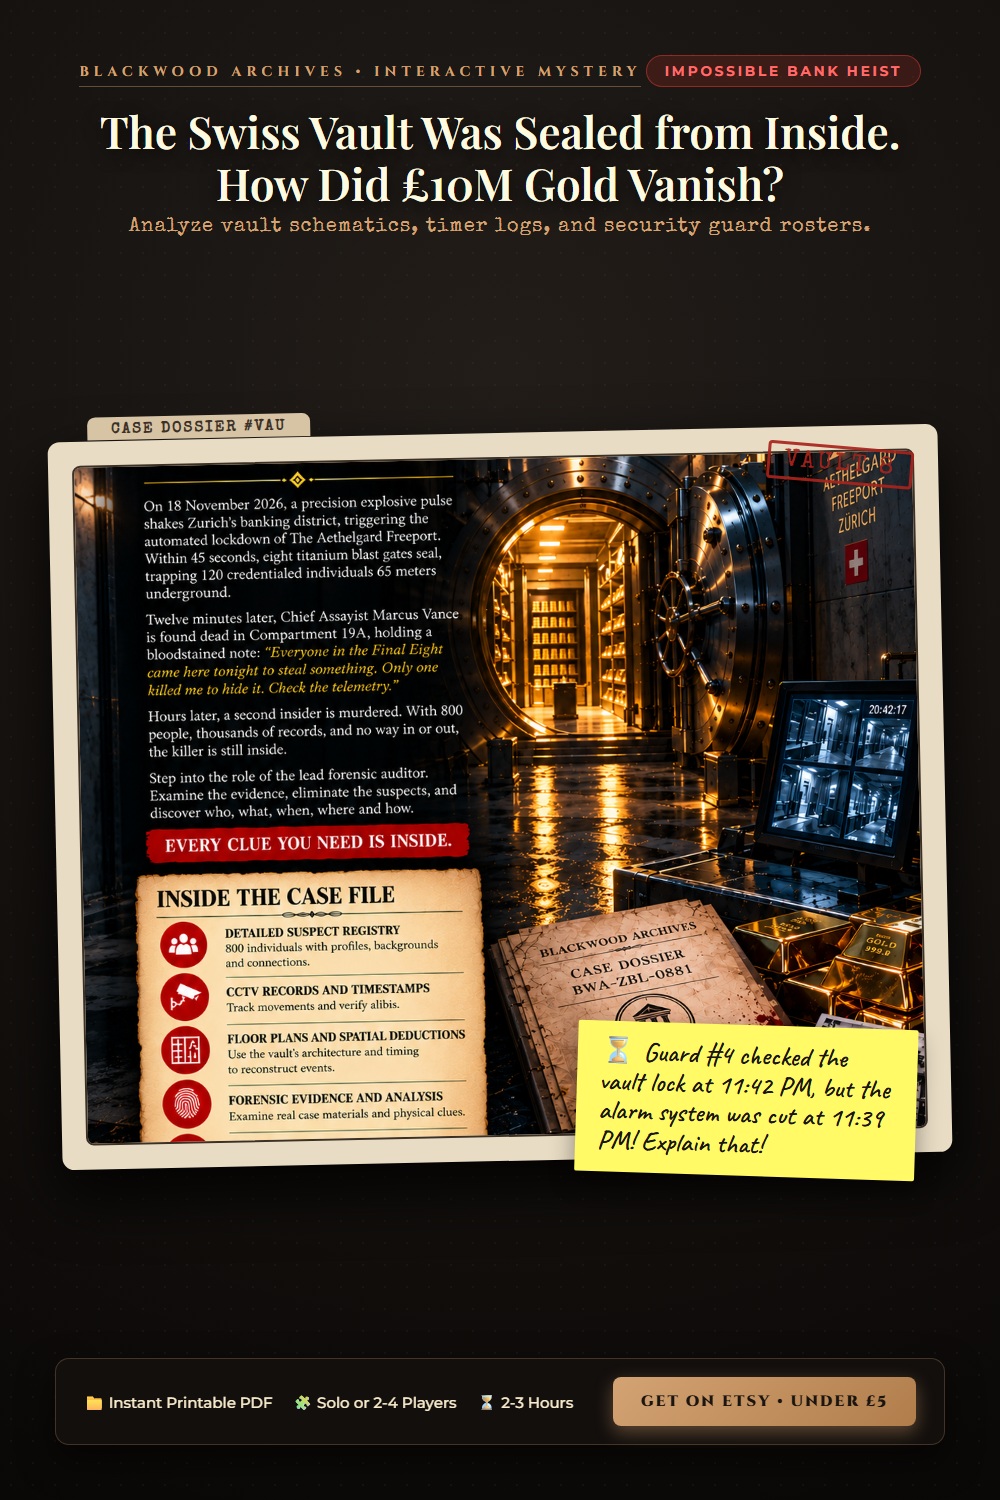 BLACKWOOD ARCHIVES • INTERACTIVE MYSTERY
IMPOSSIBLE BANK HEIST
The Swiss Vault Was Sealed from Inside.
How Did £10M Gold Vanish?
Analyze vault schematics, timer logs, and security guard rosters.
CASE DOSSIER #VAU
On 18 November 2026, a precision explosive pulse
shakes Zurich's banking district, triggering the
automated lockdown of The Aethelgard Freeport.
Within 45 seconds, eight titanium blast gates seal,
trapping 120 credentialed individuals 65 meters
underground.
Twelve minutes later, Chief Assayist Marcus Vance
is found dead in Compartment 19A, holding a
bloodstained note: "Everyone in the Final Eight
came here tonight to steal something. Only one
killed me to hide it. Check the telemetry."
Hours later, a second insider is murdered. With 800
people, thousands of records, and no way in or out,
the killer is still inside.
Step into the role of the lead forensic auditor.
Examine the evidence, eliminate the suspects, and
discover who, what, when, where and how.
EVERY CLUE YOU NEED IS INSIDE.
INSIDE THE CASE FILE
DETAILED SUSPECT REGISTRY
800 individuals with profiles, backgrounds
and connections.
CCTV RECORDS AND TIMESTAMPS
Track movements and verify alibis.
FLOOR PLANS AND SPATIAL DEDUCTIONS
Use the vault's architecture and timing
to reconstruct events.
FORENSIC EVIDENCE AND ANALYSIS
Examine real case materials and physical clues.
AETHELGARD
FREEPORT
ZÜRICH
20:42:17
GOLD
999.9
BLACKWOOD ARCHIVES
CASE DOSSIER
BWA-ZBL-0881
⏳ Guard #4 checked the
vault lock at 11:42 PM, but the
alarm system was cut at 11:39
PM! Explain that!
Instant Printable PDF
Solo or 2-4 Players
2-3 Hours
GET ON ETSY • UNDER £5